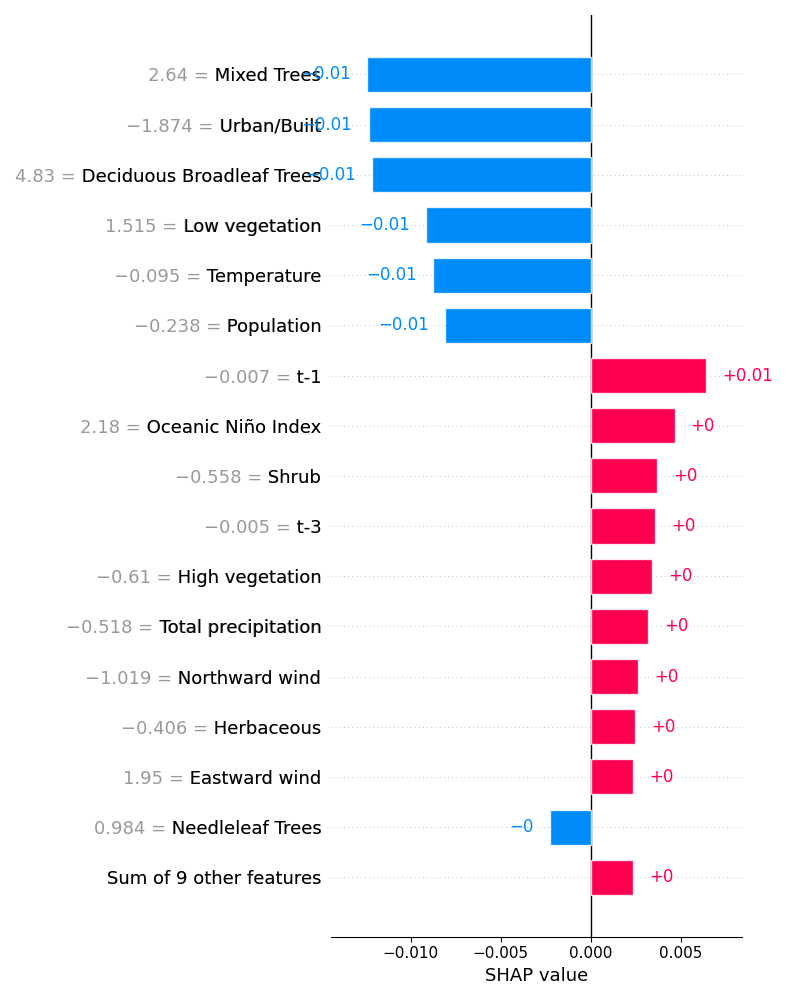 2.64 = Mixed Trees −0.01
−1.874 = Urban/Built −0.01
4.83 = Deciduous Broadleaf Trees −0.01
1.515 = Low vegetation −0.01
−0.095 = Temperature −0.01
−0.238 = Population −0.01
−0.007 = t-1 +0.01
2.18 = Oceanic Niño Index +0
−0.558 = Shrub +0
−0.005 = t-3 +0
−0.61 = High vegetation +0
−0.518 = Total precipitation +0
−1.019 = Northward wind +0
−0.406 = Herbaceous +0
1.95 = Eastward wind +0
0.984 = Needleleaf Trees −0
Sum of 9 other features +0
−0.010 −0.005 0.000 0.005
SHAP value